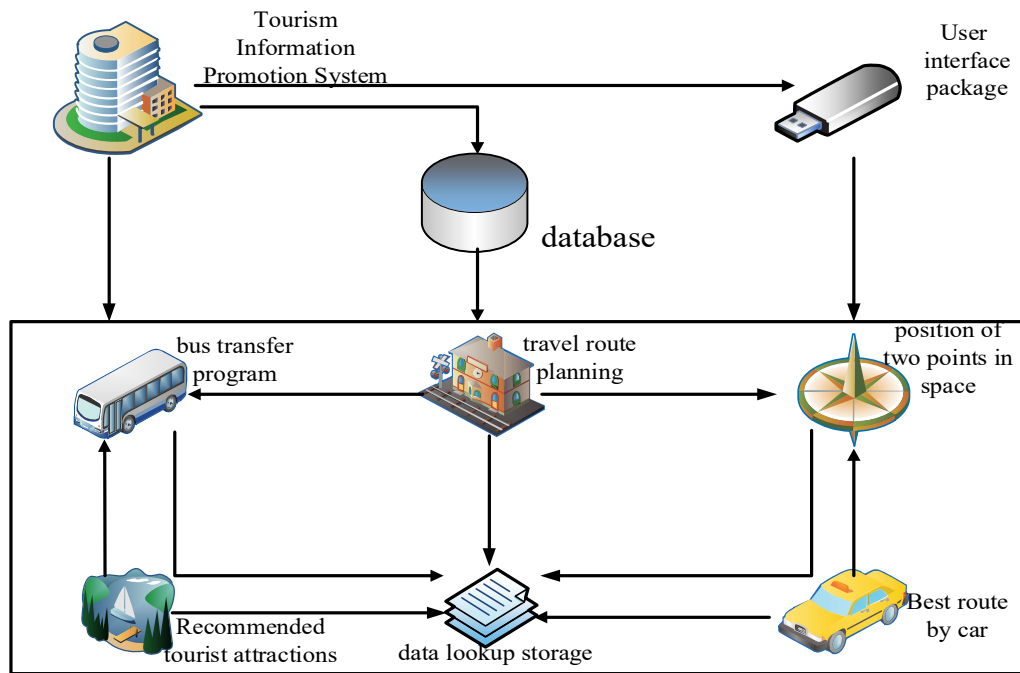 Tourism
Information
Promotion System
User
interface
package
database
bus transfer
program
travel route
planning
position of
two points in
space
Recommended
tourist attractions
data lookup storage
Best route
by car